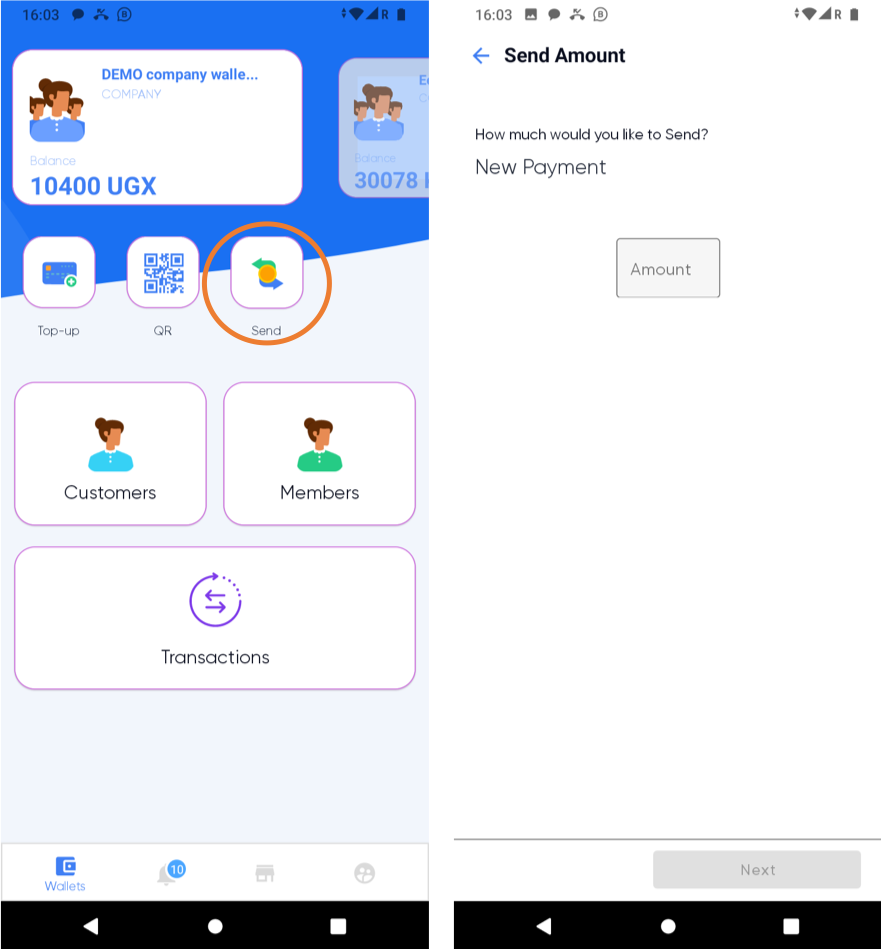 16:03
R
DEMO company walle...
COMPANY
Balance
10400 UGX
Balance
30078
Top-up
QR
Send
Customers
Members
Transactions
10
Wallets
16:03
R
Send Amount
How much would you like to Send?
New Payment
Amount
Next